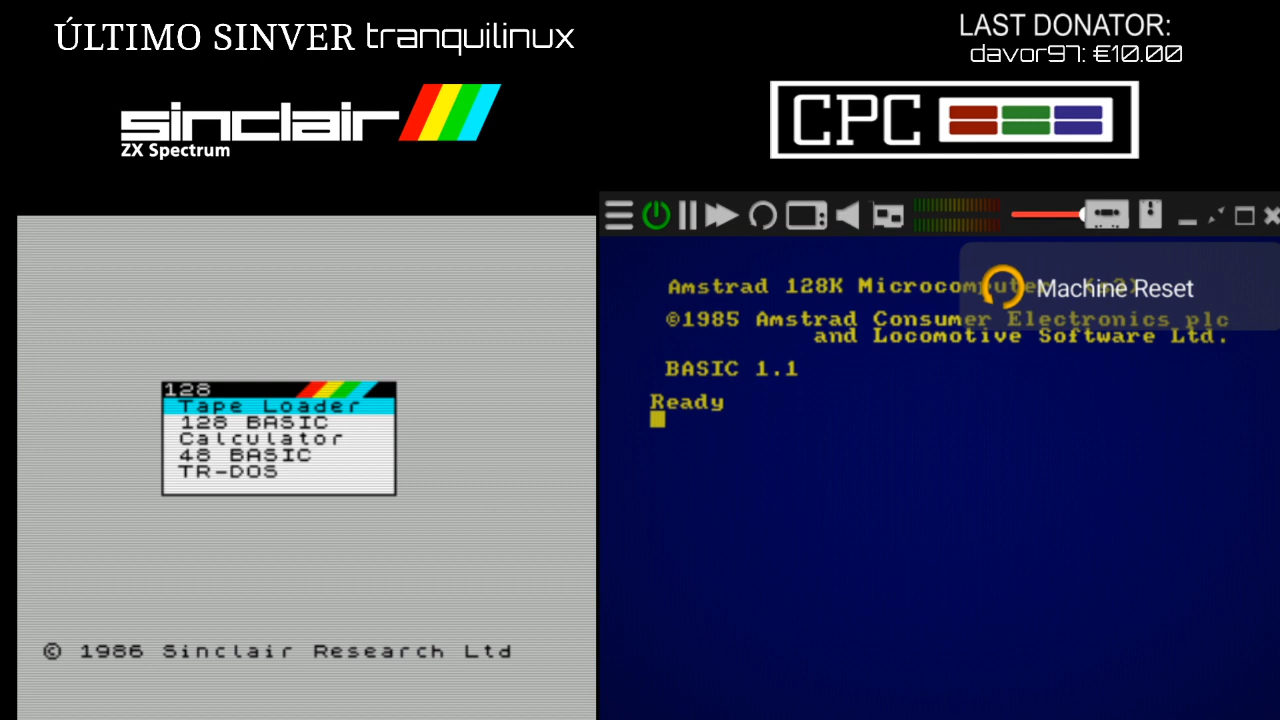 ÚLTIMO SINVER tranquilinux
LAST DONATOR:
davor97: €10.00
sinclair
ZX Spectrum
CPC
128
Tape Loader
128 BASIC
Calculator
48 BASIC
TR-DOS
© 1986 Sinclair Research Ltd
Machine Reset
Amstrad 128K Microcomputer
©1985 Amstrad Consumer Electronics plc
and Locomotive Software Ltd.
BASIC 1.1
Ready